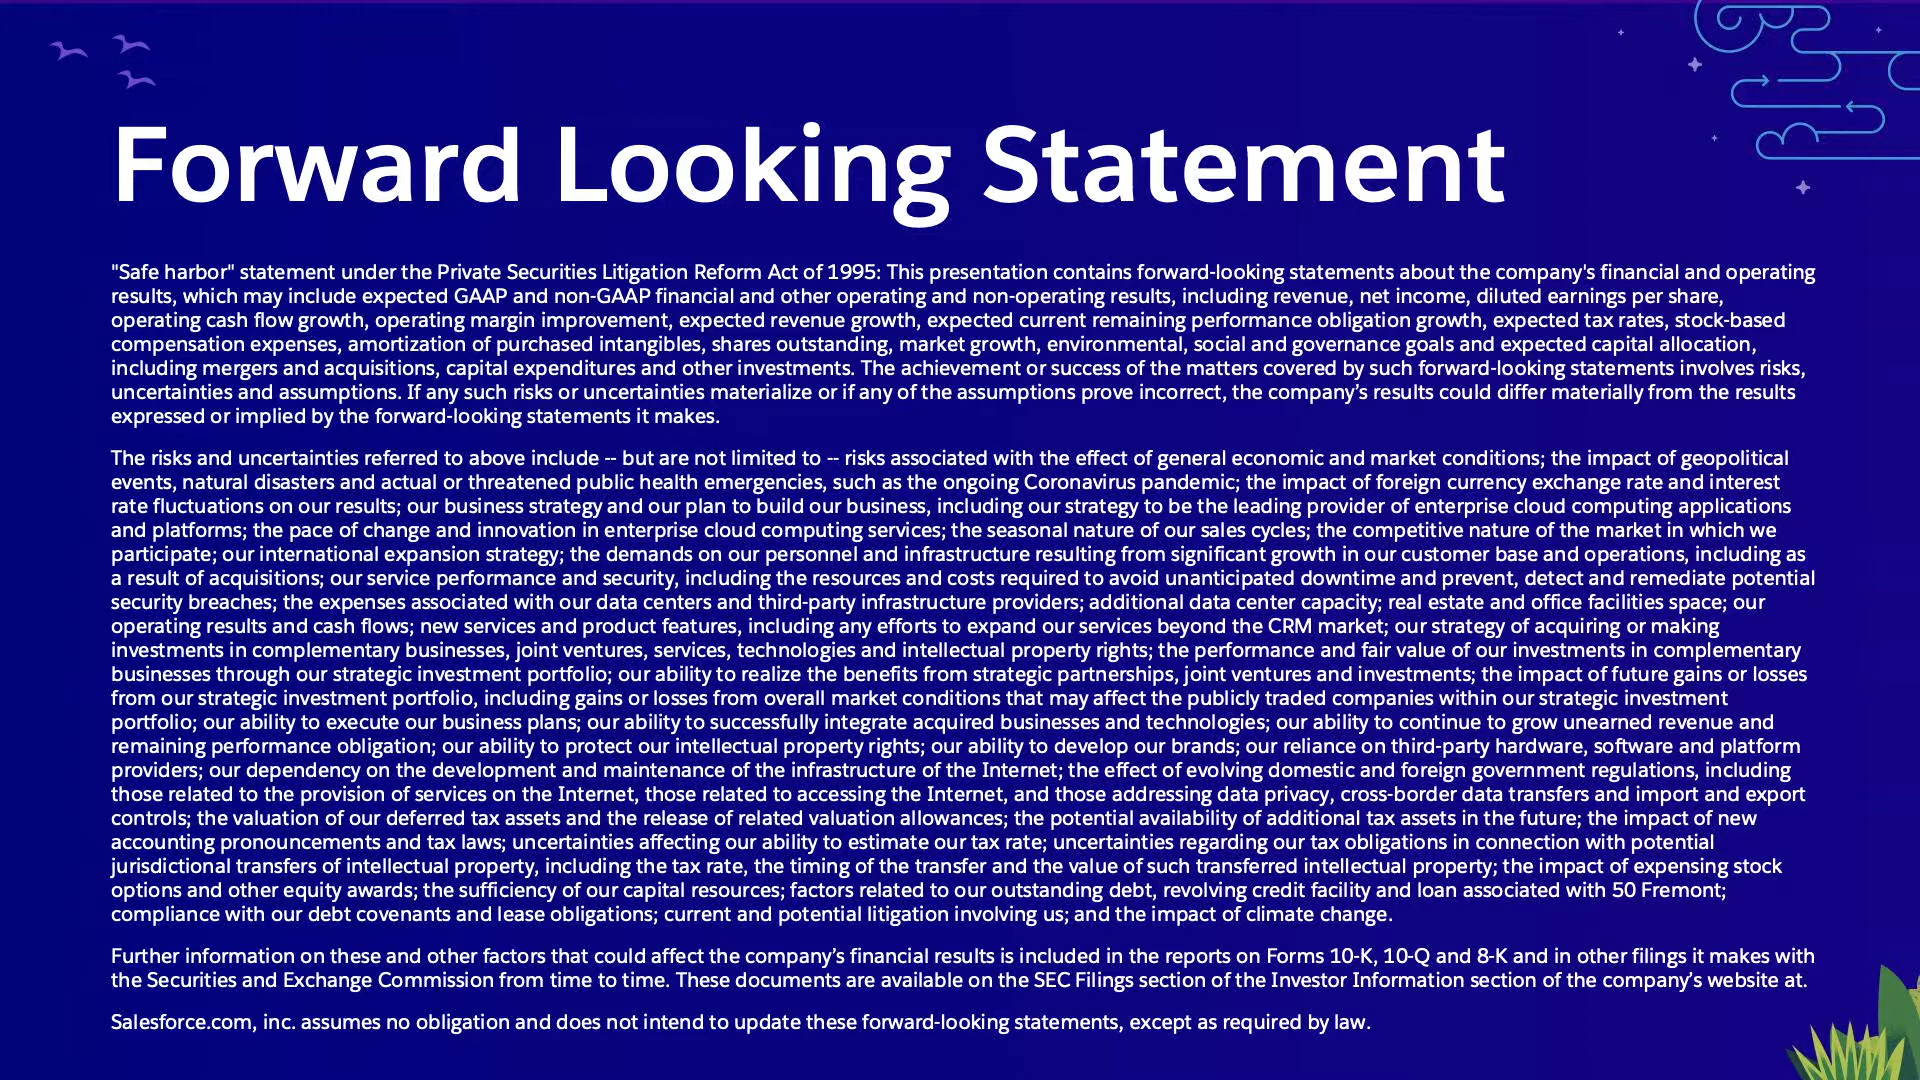 Forward Looking Statement
"Safe harbor" statement under the Private Securities Litigation Reform Act of 1995: This presentation contains forward-looking statements about the company's financial and operating
results, which may include expected GAAP and non-GAAP financial and other operating and non-operating results, including revenue, net income, diluted earnings per share,
operating cash flow growth, operating margin improvement, expected revenue growth, expected current remaining performance obligation growth, expected tax rates, stock-based
compensation expenses, amortization of purchased intangibles, shares outstanding, market growth, environmental, social and governance goals and expected capital allocation,
including mergers and acquisitions, capital expenditures and other investments. The achievement or success of the matters covered by such forward-looking statements involves risks,
uncertainties and assumptions. If any such risks or uncertainties materialize or if any of the assumptions prove incorrect, the company’s results could differ materially from the results
expressed or implied by the forward-looking statements it makes.
The risks and uncertainties referred to above include -- but are not limited to -- risks associated with the effect of general economic and market conditions; the impact of geopolitical
events, natural disasters and actual or threatened public health emergencies, such as the ongoing Coronavirus pandemic; the impact of foreign currency exchange rate and interest
rate fluctuations on our results; our business strategy and our plan to build our business, including our strategy to be the leading provider of enterprise cloud computing applications
and platforms; the pace of change and innovation in enterprise cloud computing services; the seasonal nature of our sales cycles; the competitive nature of the market in which we
participate; our international expansion strategy; the demands on our personnel and infrastructure resulting from significant growth in our customer base and operations, including as
a result of acquisitions; our service performance and security, including the resources and costs required to avoid unanticipated downtime and prevent, detect and remediate potential
security breaches; the expenses associated with our data centers and third-party infrastructure providers; additional data center capacity; real estate and office facilities space; our
operating results and cash flows; new services and product features, including any efforts to expand our services beyond the CRM market; our strategy of acquiring or making
investments in complementary businesses, joint ventures, services, technologies and intellectual property rights; the performance and fair value of our investments in complementary
businesses through our strategic investment portfolio; our ability to realize the benefits from strategic partnerships, joint ventures and investments; the impact of future gains or losses
from our strategic investment portfolio, including gains or losses from overall market conditions that may affect the publicly traded companies within our strategic investment
portfolio; our ability to execute our business plans; our ability to successfully integrate acquired businesses and technologies; our ability to continue to grow unearned revenue and
remaining performance obligation; our ability to protect our intellectual property rights; our ability to develop our brands; our reliance on third-party hardware, software and platform
providers; our dependency on the development and maintenance of the infrastructure of the Internet; the effect of evolving domestic and foreign government regulations, including
those related to the provision of services on the Internet, those related to accessing the Internet, and those addressing data privacy, cross-border data transfers and import and export
controls; the valuation of our deferred tax assets and the release of related valuation allowances; the potential availability of additional tax assets in the future; the impact of new
accounting pronouncements and tax laws; uncertainties affecting our ability to estimate our tax rate; uncertainties regarding our tax obligations in connection with potential
jurisdictional transfers of intellectual property, including the tax rate, the timing of the transfer and the value of such transferred intellectual property; the impact of expensing stock
options and other equity awards; the sufficiency of our capital resources; factors related to our outstanding debt, revolving credit facility and loan associated with 50 Fremont;
compliance with our debt covenants and lease obligations; current and potential litigation involving us; and the impact of climate change.
Further information on these and other factors that could affect the company’s financial results is included in the reports on Forms 10-K, 10-Q and 8-K and in other filings it makes with
the Securities and Exchange Commission from time to time. These documents are available on the SEC Filings section of the Investor Information section of the company’s website at.
Salesforce.com, inc. assumes no obligation and does not intend to update these forward-looking statements, except as required by law.